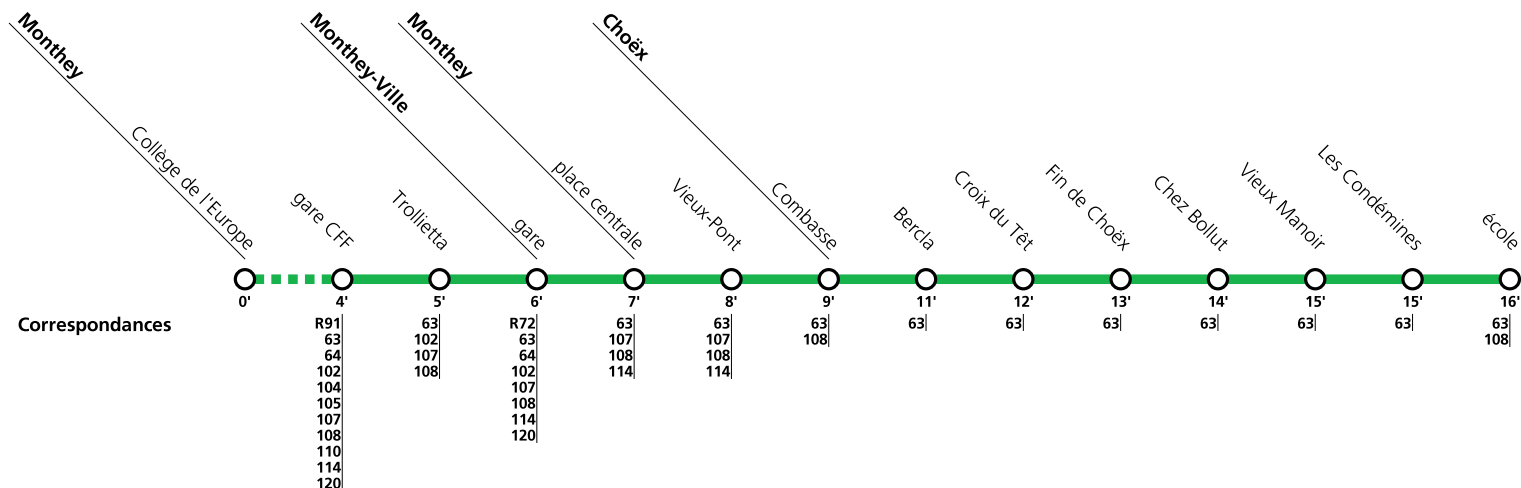 Monthey
Monthey-Ville
Monthey
Choëx
Collège de l'Europe
gare CFF
Trollietta
gare
place centrale
Vieux-Pont
Combasse
Bercla
Croix du Têt
Fin de Choëx
Chez Bollut
Vieux Manoir
Les Condémines
école
0' 4' 5' 6' 7' 8' 9' 11' 12' 13' 14' 15' 15' 16'
Correspondances
R91
63
64
102
104
105
107
108
110
114
120
63
102
107
108
R72
63
64
102
107
108
114
120
63
107
108
114
63
107
108
114
63
108
63
63
63
63
63
63
63
108